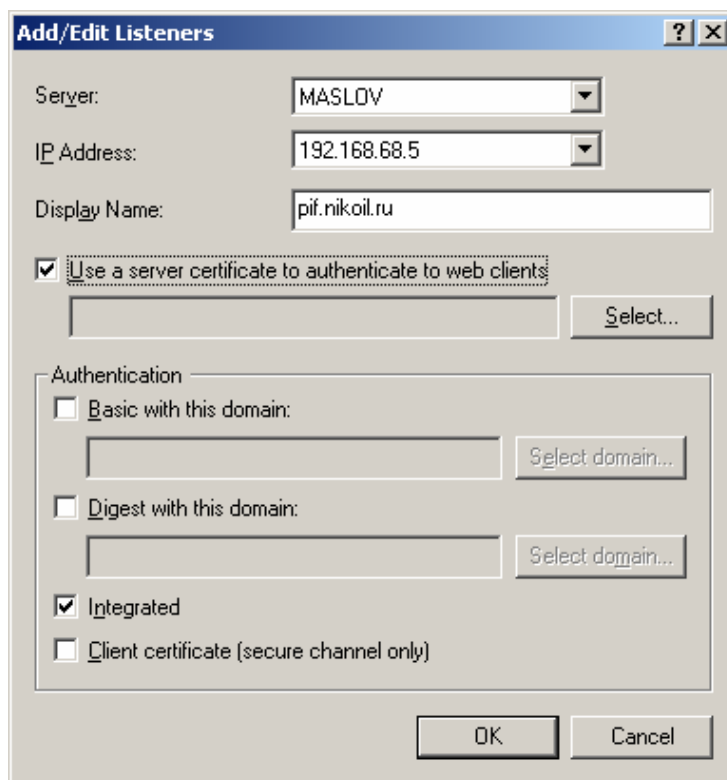 Add/Edit Listeners
Server: MASLOV
IP Address: 192.168.68.5
Display Name: pif.nikoil.ru
Use a server certificate to authenticate to web clients
Select...
Authentication
Basic with this domain:
Select domain...
Digest with this domain:
Select domain...
Integrated
Client certificate (secure channel only)
OK Cancel